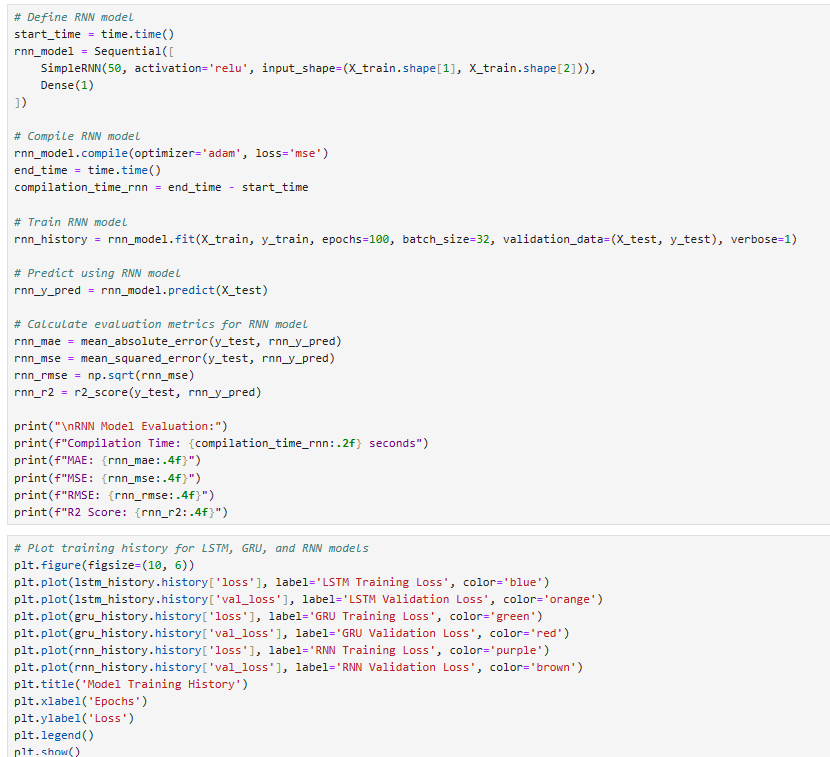 # Define RNN model
start_time = time.time()
rnn_model = Sequential([
    SimpleRNN(50, activation='relu', input_shape=(X_train.shape[1], X_train.shape[2])),
    Dense(1)
])
# Compile RNN model
rnn_model.compile(optimizer='adam', loss='mse')
end_time = time.time()
compilation_time_rnn = end_time - start_time
# Train RNN model
rnn_history = rnn_model.fit(X_train, y_train, epochs=100, batch_size=32, validation_data=(X_test, y_test), verbose=1)
# Predict using RNN model
rnn_y_pred = rnn_model.predict(X_test)
# Calculate evaluation metrics for RNN model
rnn_mae = mean_absolute_error(y_test, rnn_y_pred)
rnn_mse = mean_squared_error(y_test, rnn_y_pred)
rnn_rmse = np.sqrt(rnn_mse)
rnn_r2 = r2_score(y_test, rnn_y_pred)
print("\nRNN Model Evaluation:")
print(f"Compilation Time: {compilation_time_rnn:.2f} seconds")
print(f"MAE: {rnn_mae:.4f}")
print(f"MSE: {rnn_mse:.4f}")
print(f"RMSE: {rnn_rmse:.4f}")
print(f"R2 Score: {rnn_r2:.4f}")
# Plot training history for LSTM, GRU, and RNN models
plt.figure(figsize=(10, 6))
plt.plot(lstm_history.history['loss'], label='LSTM Training Loss', color='blue')
plt.plot(lstm_history.history['val_loss'], label='LSTM Validation Loss', color='orange')
plt.plot(gru_history.history['loss'], label='GRU Training Loss', color='green')
plt.plot(gru_history.history['val_loss'], label='GRU Validation Loss', color='red')
plt.plot(rnn_history.history['loss'], label='RNN Training Loss', color='purple')
plt.plot(rnn_history.history['val_loss'], label='RNN Validation Loss', color='brown')
plt.title('Model Training History')
plt.xlabel('Epochs')
plt.ylabel('Loss')
plt.legend()
plt.show()